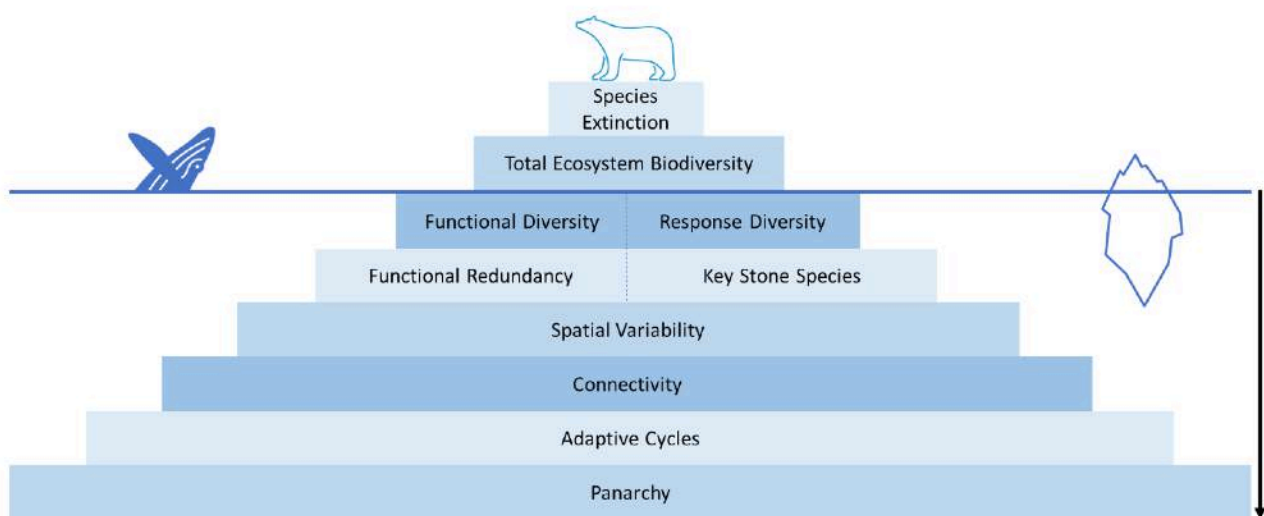 Species
Extinction
Total Ecosystem Biodiversity
Functional Diversity
Response Diversity
Functional Redundancy
Key Stone Species
Spatial Variability
Connectivity
Adaptive Cycles
Panarchy